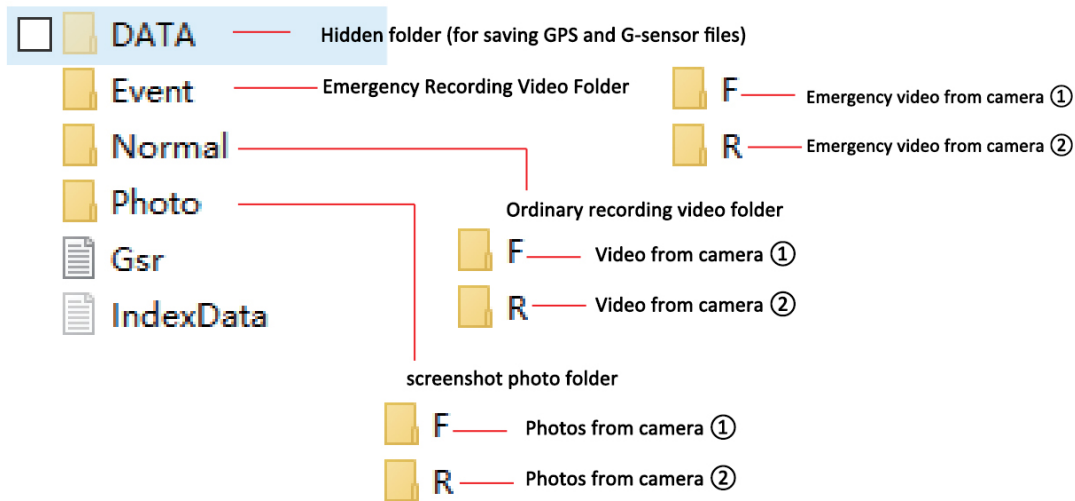 DATA
Hidden folder (for saving GPS and G-sensor files)
Event
Emergency Recording Video Folder
F
Emergency video from camera ①
R
Emergency video from camera ②
Normal
Ordinary recording video folder
F
Video from camera ①
R
Video from camera ②
Photo
screenshot photo folder
F
Photos from camera ①
R
Photos from camera ②
Gsr
IndexData